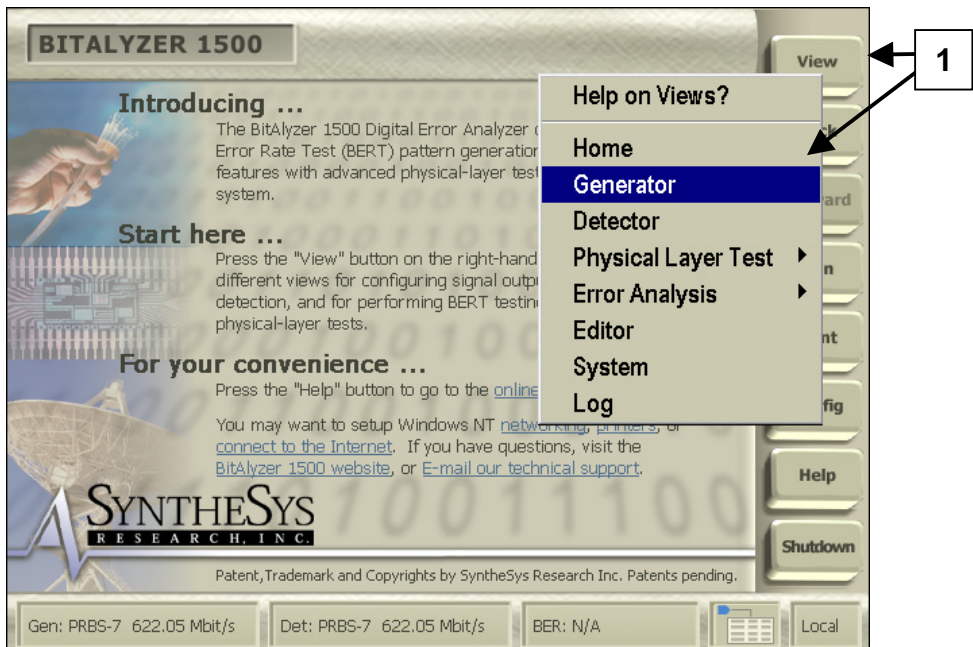 BITALYZER 1500
View
1
Introducing ...
The BitAlyzer 1500 Digital Error Analyzer
Error Rate Test (BERT) pattern generation
features with advanced physical-layer test
system.
Start here ...
Press the "View" button on the right-hand
different views for configuring signal outp
detection, and for performing BERT testin
physical-layer tests.
For your convenience ...
Press the "Help" button to go to the online
You may want to setup Windows NT networking, printers, or
connect to the Internet. If you have questions, visit the
BitAlyzer 1500 website, or E-mail our technical support.
Help on Views?
Home
Generator
Detector
Physical Layer Test
Error Analysis
Editor
System
Log
ard
n
nt
fig
Help
Shutdown
SYNTHESYS
RESEARCH, INC.
Patent,Trademark and Copyrights by SyntheSys Research Inc. Patents pending.
Gen: PRBS-7 622.05 Mbit/s
Det: PRBS-7 622.05 Mbit/s
BER: N/A
Local